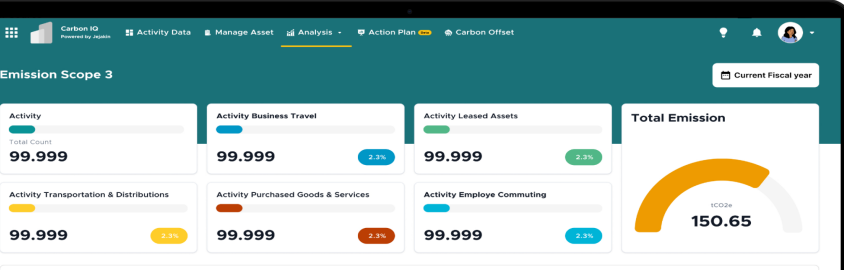 Carbon IQ
Powered by Jejakin
Activity Data
Manage Asset
Analysis
Action Plan
New
Carbon Offset
Emission Scope 3
Current Fiscal year
Activity
Total Count
99.999
Activity Business Travel
99.999
2.3%
Activity Leased Assets
99.999
2.3%
Total Emission
tCO2e
150.65
Activity Transportation & Distributions
99.999
2.3%
Activity Purchased Goods & Services
99.999
2.3%
Activity Employe Commuting
99.999
2.3%